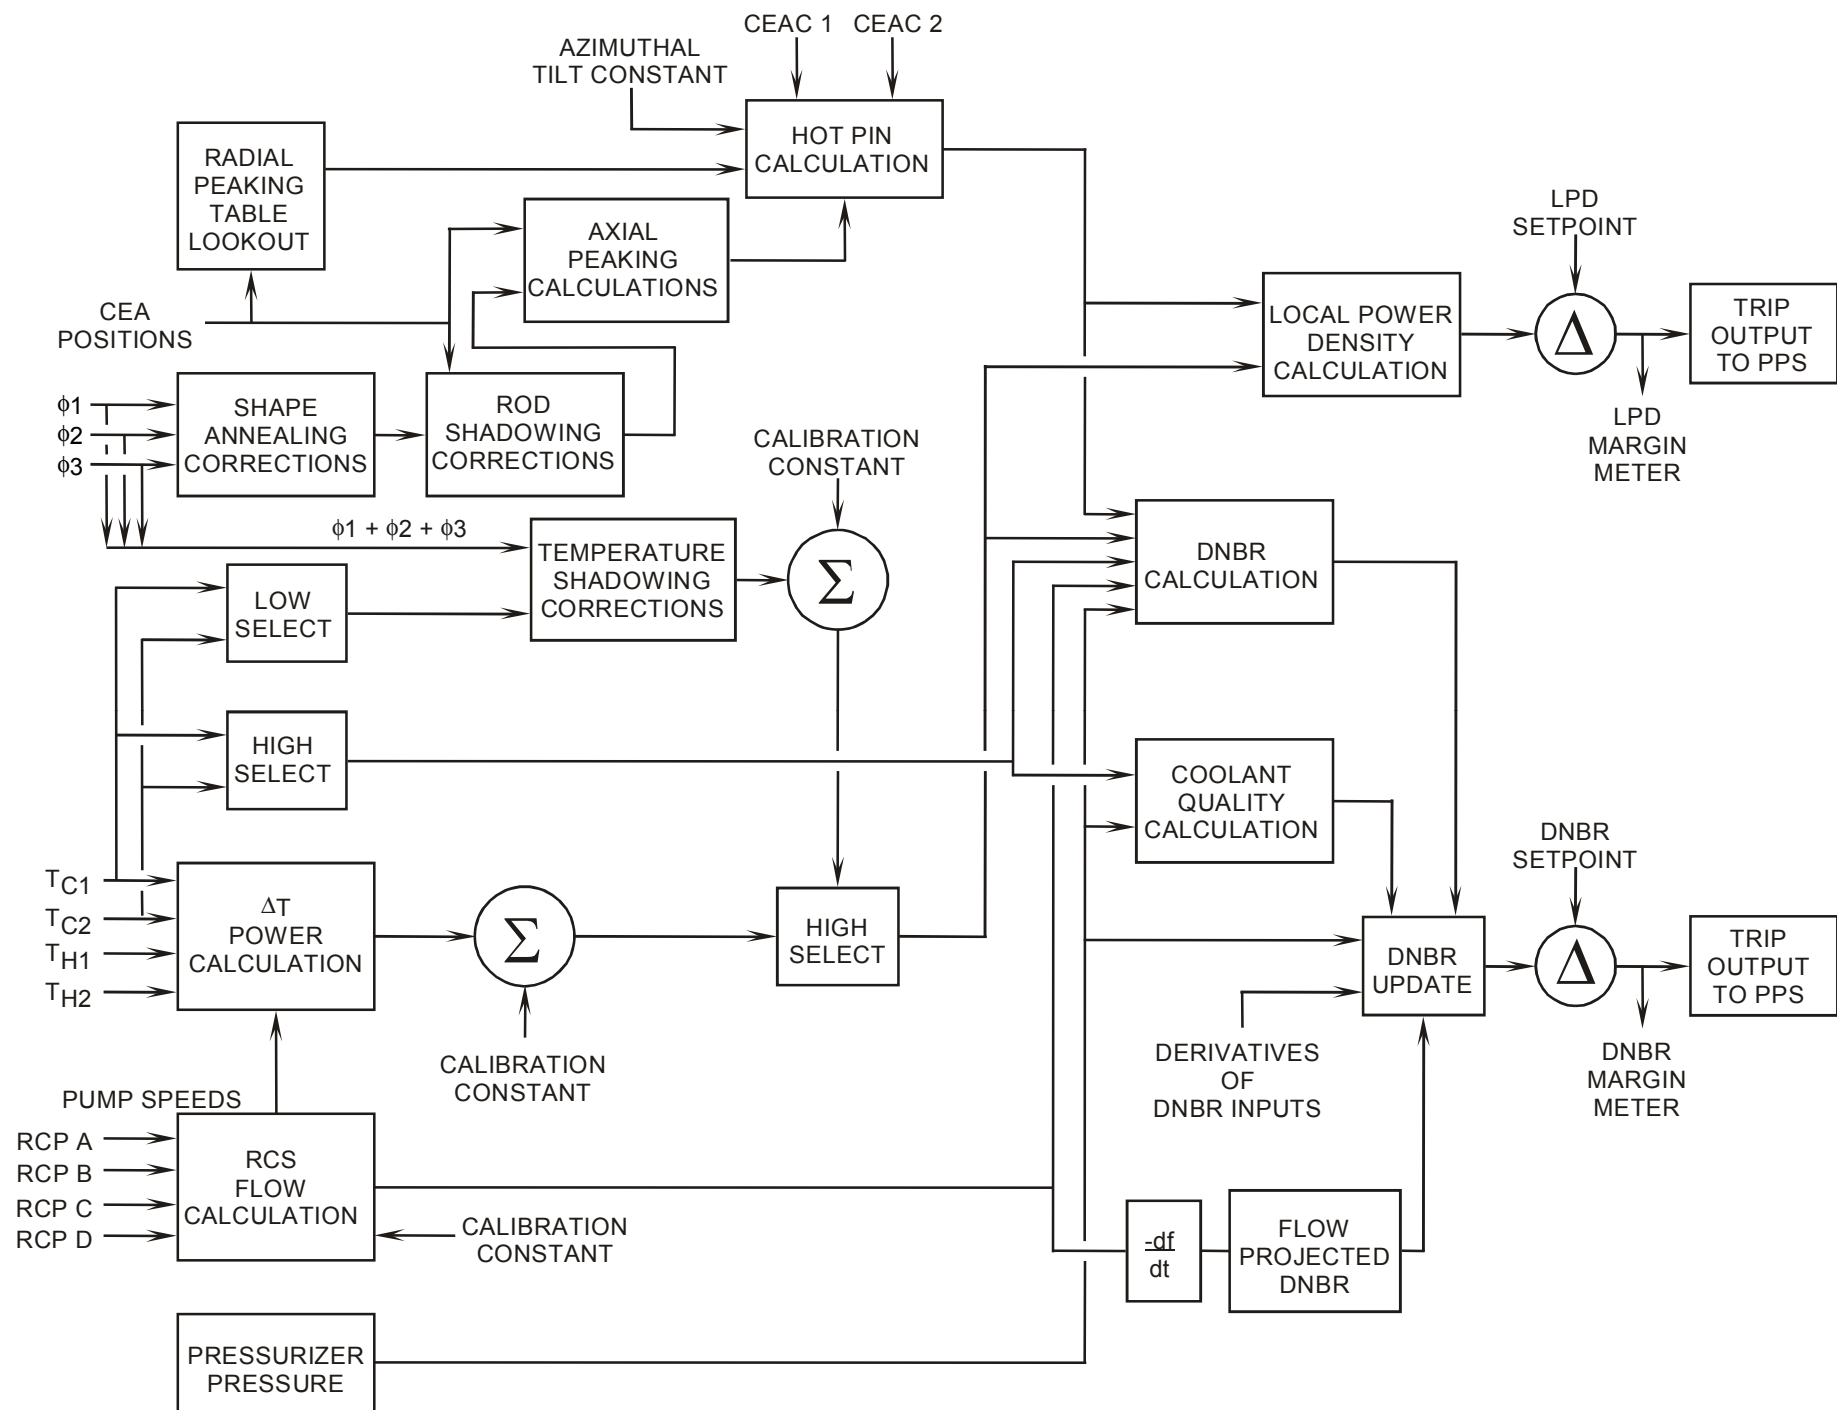 CEAC 1 CEAC 2
AZIMUTHAL
TILT CONSTANT
HOT PIN
CALCULATION
RADIAL
PEAKING
TABLE
LOOKOUT
AXIAL
PEAKING
CALCULATIONS
CEA
POSITIONS
LPD
SETPOINT
LOCAL POWER
DENSITY
CALCULATION
Δ
TRIP
OUTPUT
TO PPS
LPD
MARGIN
METER
ϕ1
ϕ2
ϕ3
SHAPE
ANNEALING
CORRECTIONS
ROD
SHADOWING
CORRECTIONS
CALIBRATION
CONSTANT
ϕ1 + ϕ2 + ϕ3
TEMPERATURE
SHADOWING
CORRECTIONS
Σ
DNBR
CALCULATION
LOW
SELECT
HIGH
SELECT
COOLANT
QUALITY
CALCULATION
TC1
TC2
TH1
TH2
ΔT
POWER
CALCULATION
Σ
CALIBRATION
CONSTANT
HIGH
SELECT
DNBR
SETPOINT
DNBR
UPDATE
Δ
TRIP
OUTPUT
TO PPS
DNBR
MARGIN
METER
DERIVATIVES
OF
DNBR INPUTS
PUMP SPEEDS
RCP A
RCP B
RCP C
RCP D
RCS
FLOW
CALCULATION
CALIBRATION
CONSTANT
-df
dt
FLOW
PROJECTED
DNBR
PRESSURIZER
PRESSURE